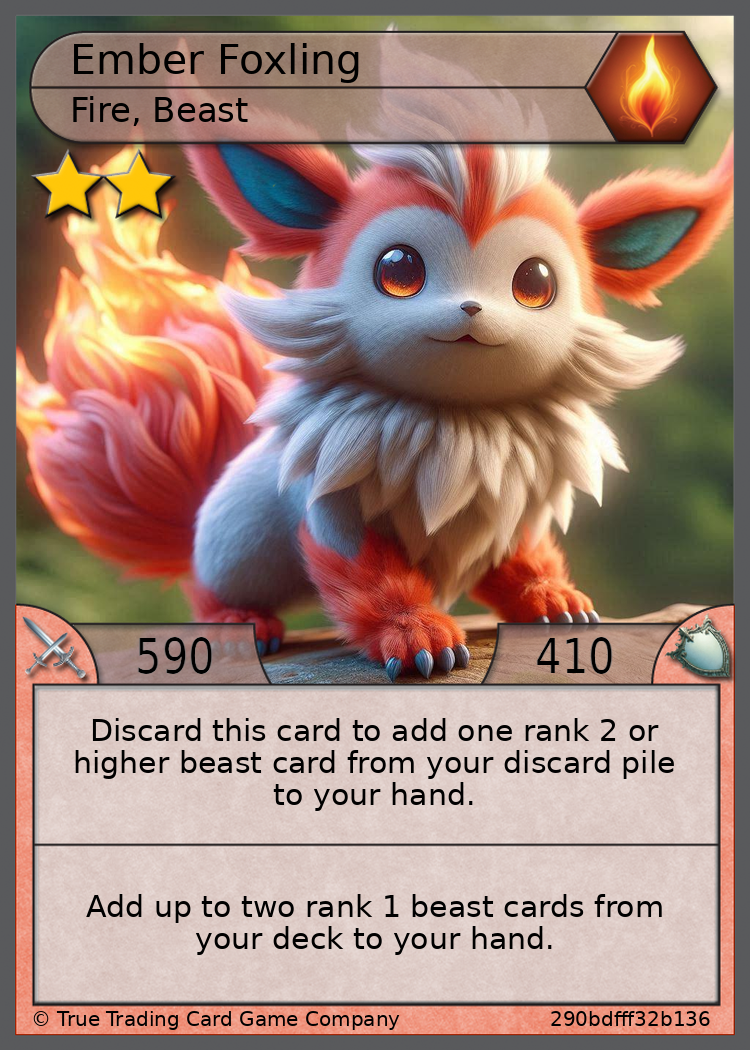 Ember Foxling
Fire, Beast
590
410
Discard this card to add one rank 2 or
higher beast card from your discard pile
to your hand.
Add up to two rank 1 beast cards from
your deck to your hand.
© True Trading Card Game Company
290bdfff32b136